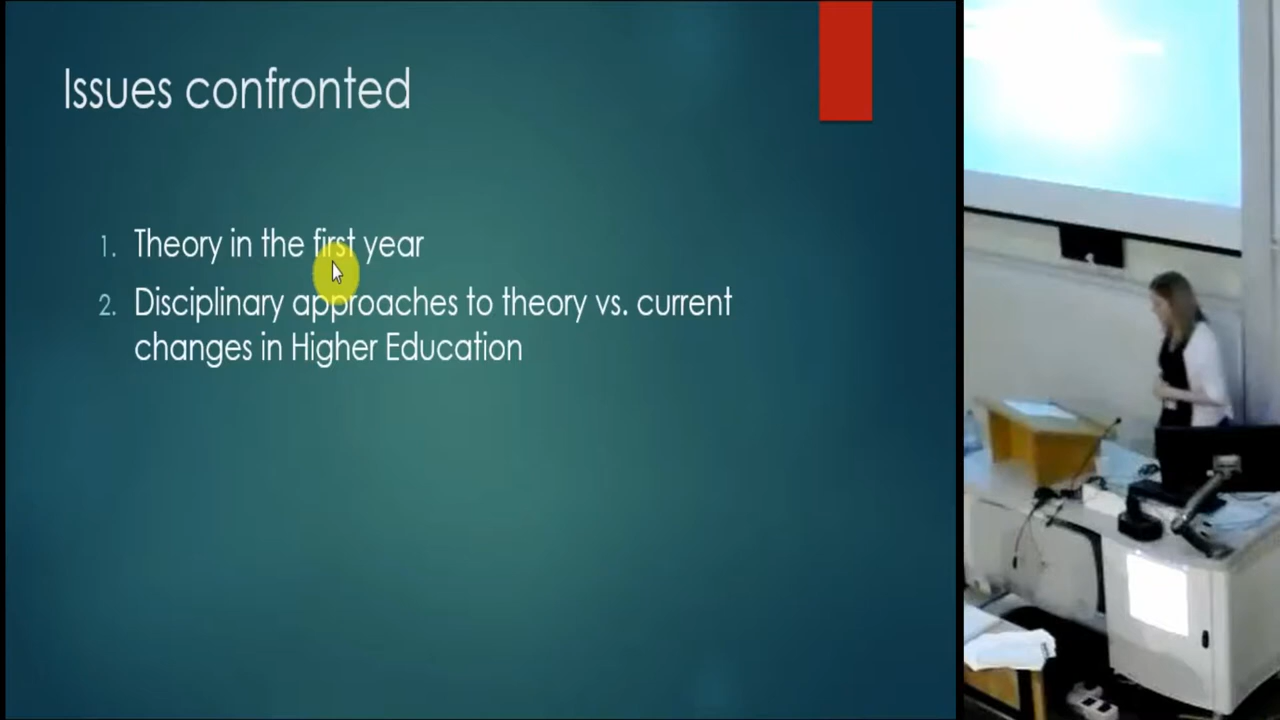 Issues confronted
1. Theory in the first year
2. Disciplinary approaches to theory vs. current
changes in Higher Education